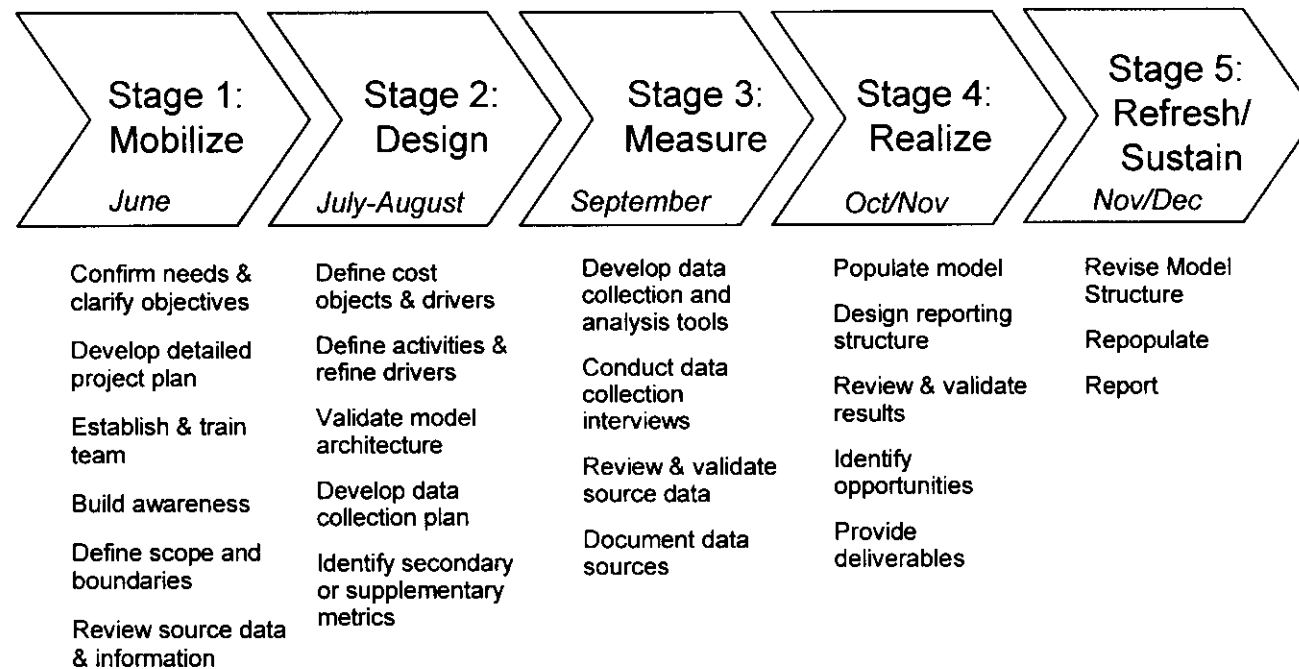 Stage 1:
Mobilize
June
Stage 2:
Design
July-August
Stage 3:
Measure
September
Stage 4:
Realize
Oct/Nov
Stage 5:
Refresh/
Sustain
Nov/Dec
Confirm needs &
clarify objectives
Develop detailed
project plan
Establish & train
team
Build awareness
Define scope and
boundaries
Review source data
& information
Define cost
objects & drivers
Define activities &
refine drivers
Validate model
architecture
Develop data
collection plan
Identify secondary
or supplementary
metrics
Develop data
collection and
analysis tools
Conduct data
collection
interviews
Review & validate
source data
Document data
sources
Populate model
Design reporting
structure
Review & validate
results
Identify
opportunities
Provide
deliverables
Revise Model
Structure
Repopulate
Report